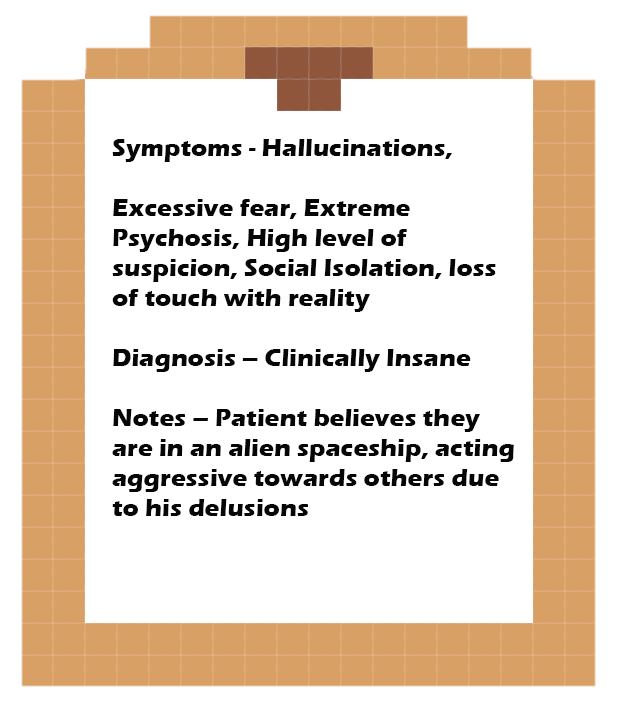 Symptoms - Hallucinations,
Excessive fear, Extreme
Psychosis, High level of
suspicion, Social Isolation, loss
of touch with reality
Diagnosis – Clinically Insane
Notes – Patient believes they
are in an alien spaceship, acting
aggressive towards others due
to his delusions